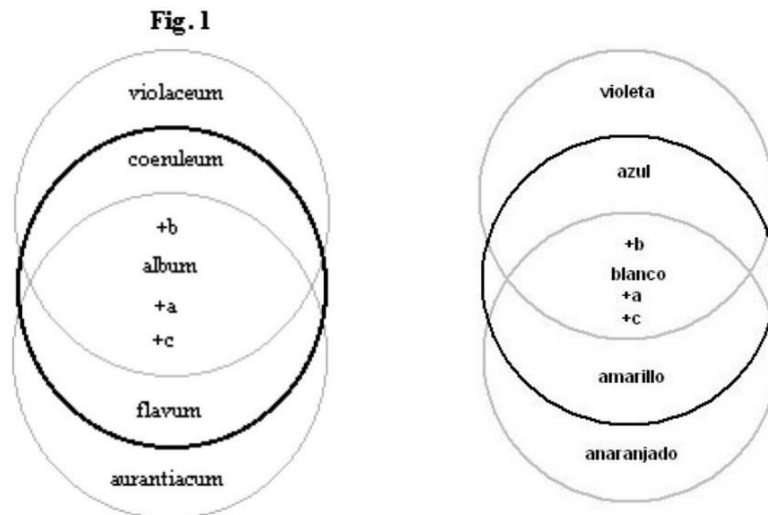 Fig. 1
violaceum
coeruleum
+b
album
+a
+c
flavum
aurantiacum
violeta
azul
+b
blanco
+a
+c
amarillo
anaranjado